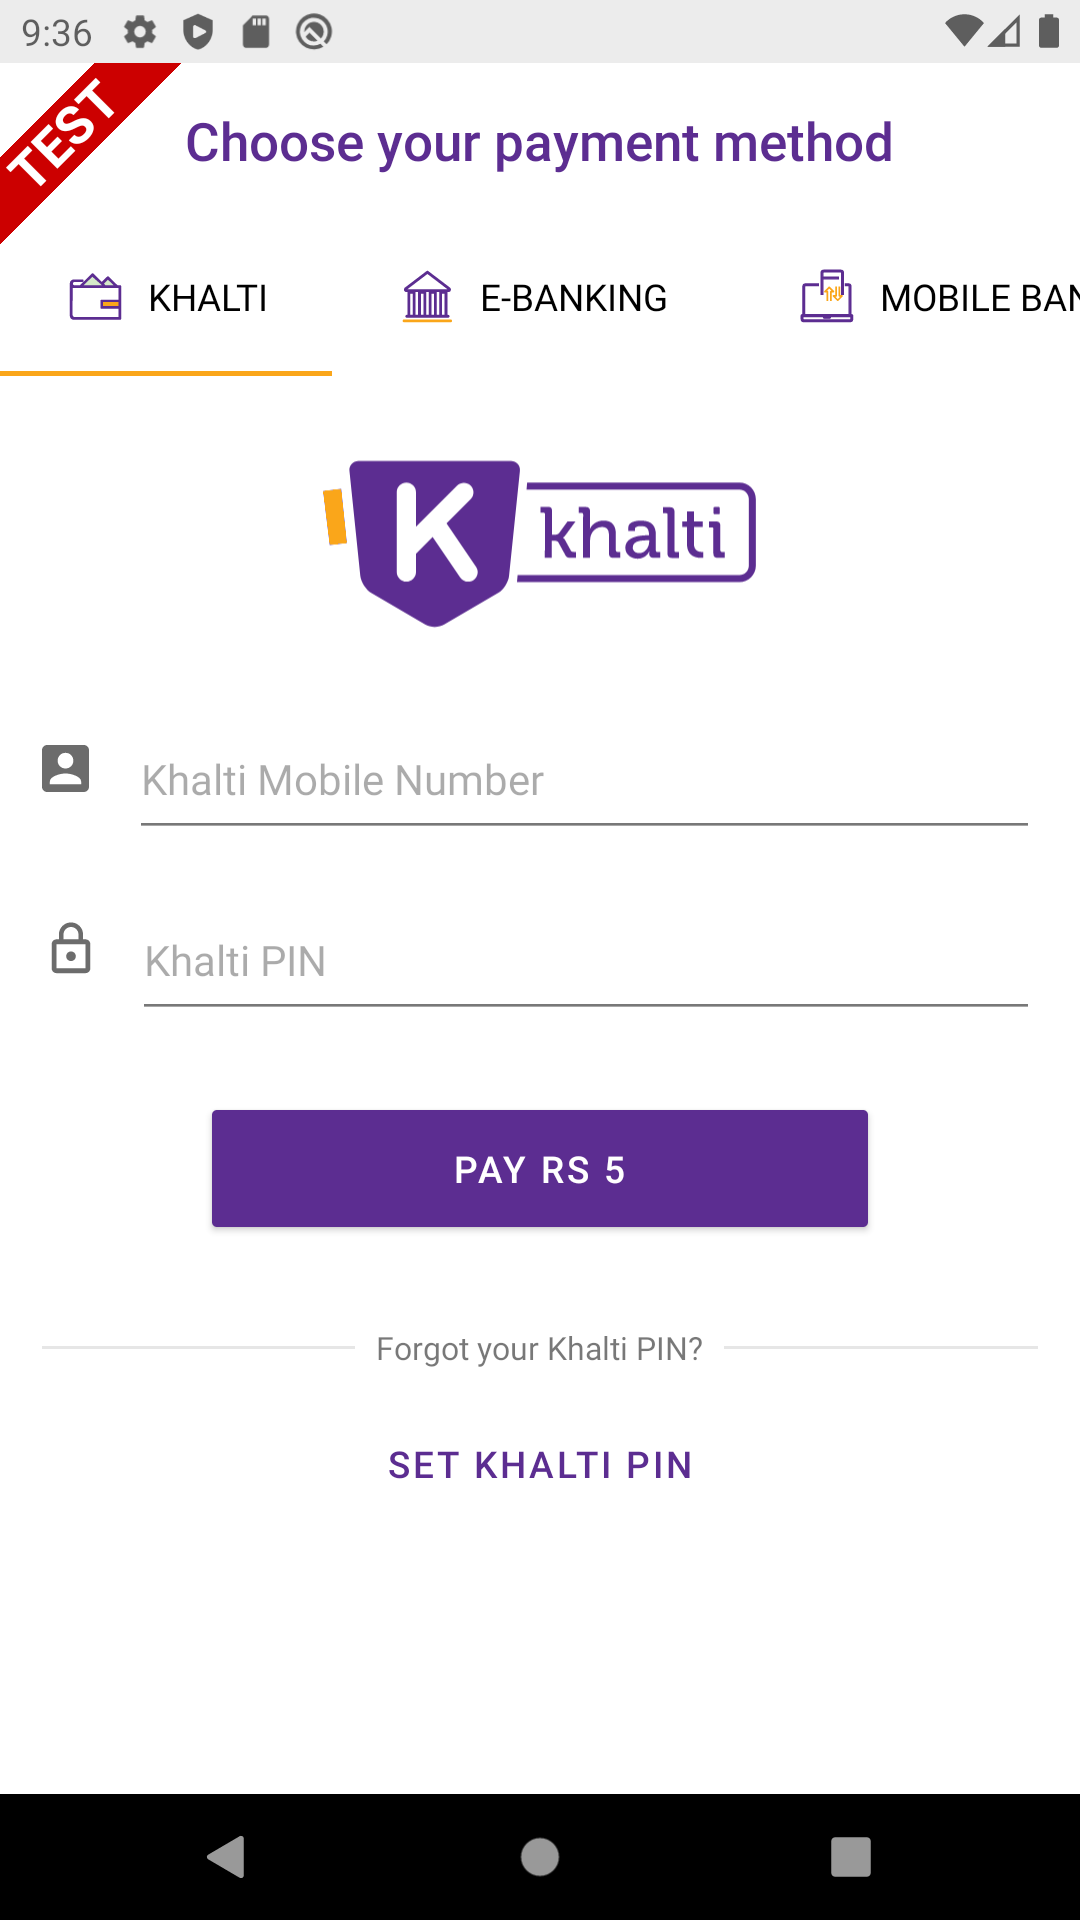 9:36
TEST
Choose your payment method
KHALTI
E-BANKING
MOBILE BAN
K khalti
Khalti Mobile Number
Khalti PIN
PAY RS 5
Forgot your Khalti PIN?
SET KHALTI PIN